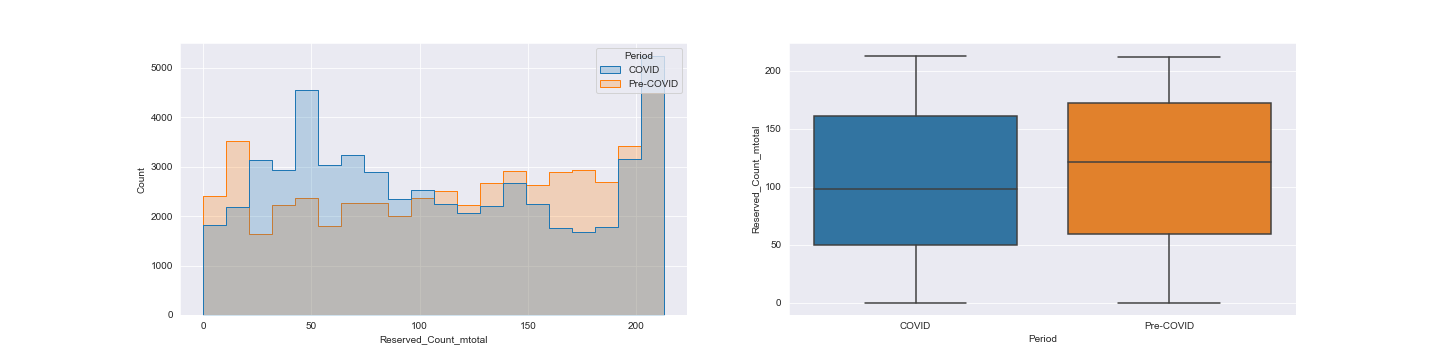 Period
COVID
Pre-COVID
5000
4000
3000
2000
1000
0
Count
0
50
100
150
200
Reserved_Count_mtotal
200
150
100
50
0
Reserved_Count_mtotal
COVID
Pre-COVID
Period